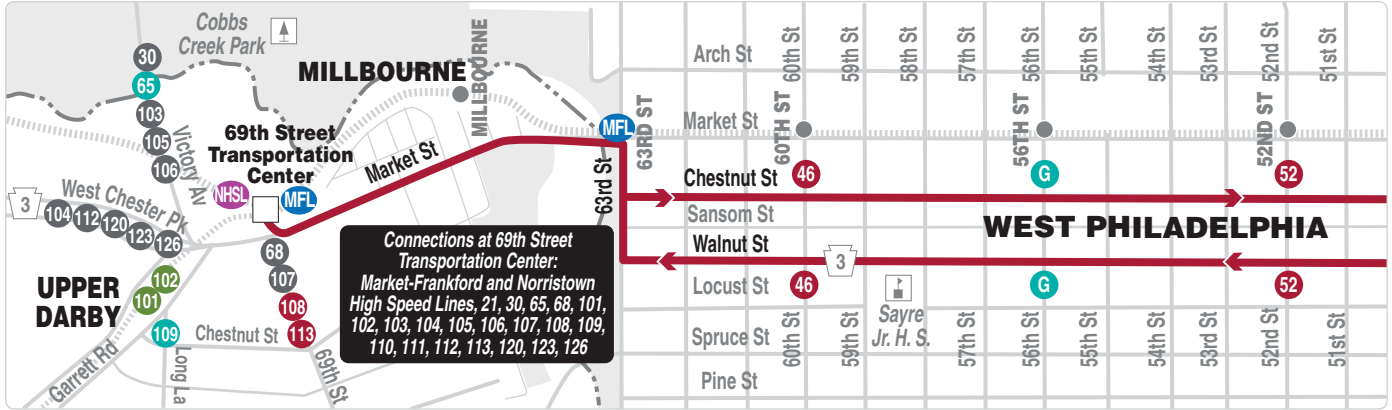 Cobbs
Creek Park
30
65
103
105
106
Victory Av
MILLBOURNE
MILLBOURNE
69th Street
Transportation
Center
NHSL
MFL
Market St
3
West Chester Pk
104
112
120
123
126
UPPER
DARBY
102
101
109
Garrett Rd
Long La
Chestnut St
68
107
108
113
69th St
Connections at 69th Street
Transportation Center:
Market-Frankford and Norristown
High Speed Lines, 21, 30, 65, 68, 101,
102, 103, 104, 105, 106, 107, 108, 109,
110, 111, 112, 113, 120, 123, 126
MFL
63RD ST
63rd St
Arch St
Market St
Chestnut St
Sansom St
Walnut St
Locust St
Spruce St
Pine St
60th St
59th St
58th St
57th St
56th St
55th St
54th St
53rd St
52nd St
51st St
60TH ST
56TH ST
52ND ST
46
G
52
WEST PHILADELPHIA
3
46
G
52
Sayre
Jr. H. S.
60th St
59th St
57th St
56th St
55th St
54th St
53rd St
52nd St
51st St